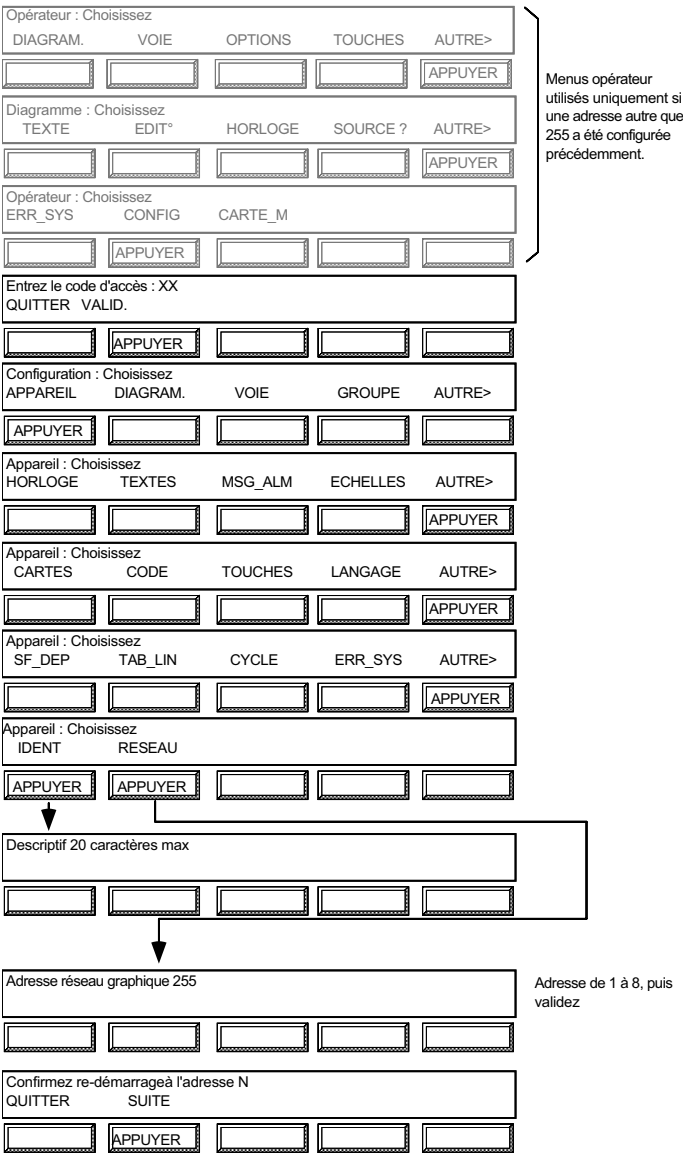 Opérateur : Choisissez
DIAGRAM. VOIE OPTIONS TOUCHES AUTRE>
APPUYER
Menus opérateur
utilisés uniquement si
une adresse autre que
255 a été configurée
précédemment.
Diagramme : Choisissez
TEXTE EDIT° HORLOGE SOURCE ? AUTRE>
APPUYER
Opérateur : Choisissez
ERR_SYS CONFIG CARTE_M
APPUYER
Entrez le code d'accès : XX
QUITTER VALID.
APPUYER
Configuration : Choisissez
APPAREIL DIAGRAM. VOIE GROUPE AUTRE>
APPUYER
Appareil : Choisissez
HORLOGE TEXTES MSG_ALM ECHELLES AUTRE>
APPUYER
Appareil : Choisissez
CARTES CODE TOUCHES LANGAGE AUTRE>
APPUYER
Appareil : Choisissez
SF_DEP TAB_LIN CYCLE ERR_SYS AUTRE>
APPUYER
Appareil : Choisissez
IDENT RESEAU
APPUYER APPUYER
Descriptif 20 caractères max
Adresse réseau graphique 255
Adresse de 1 à 8, puis
validez
Confirmez re-démarrageà l'adresse N
QUITTER SUITE
APPUYER